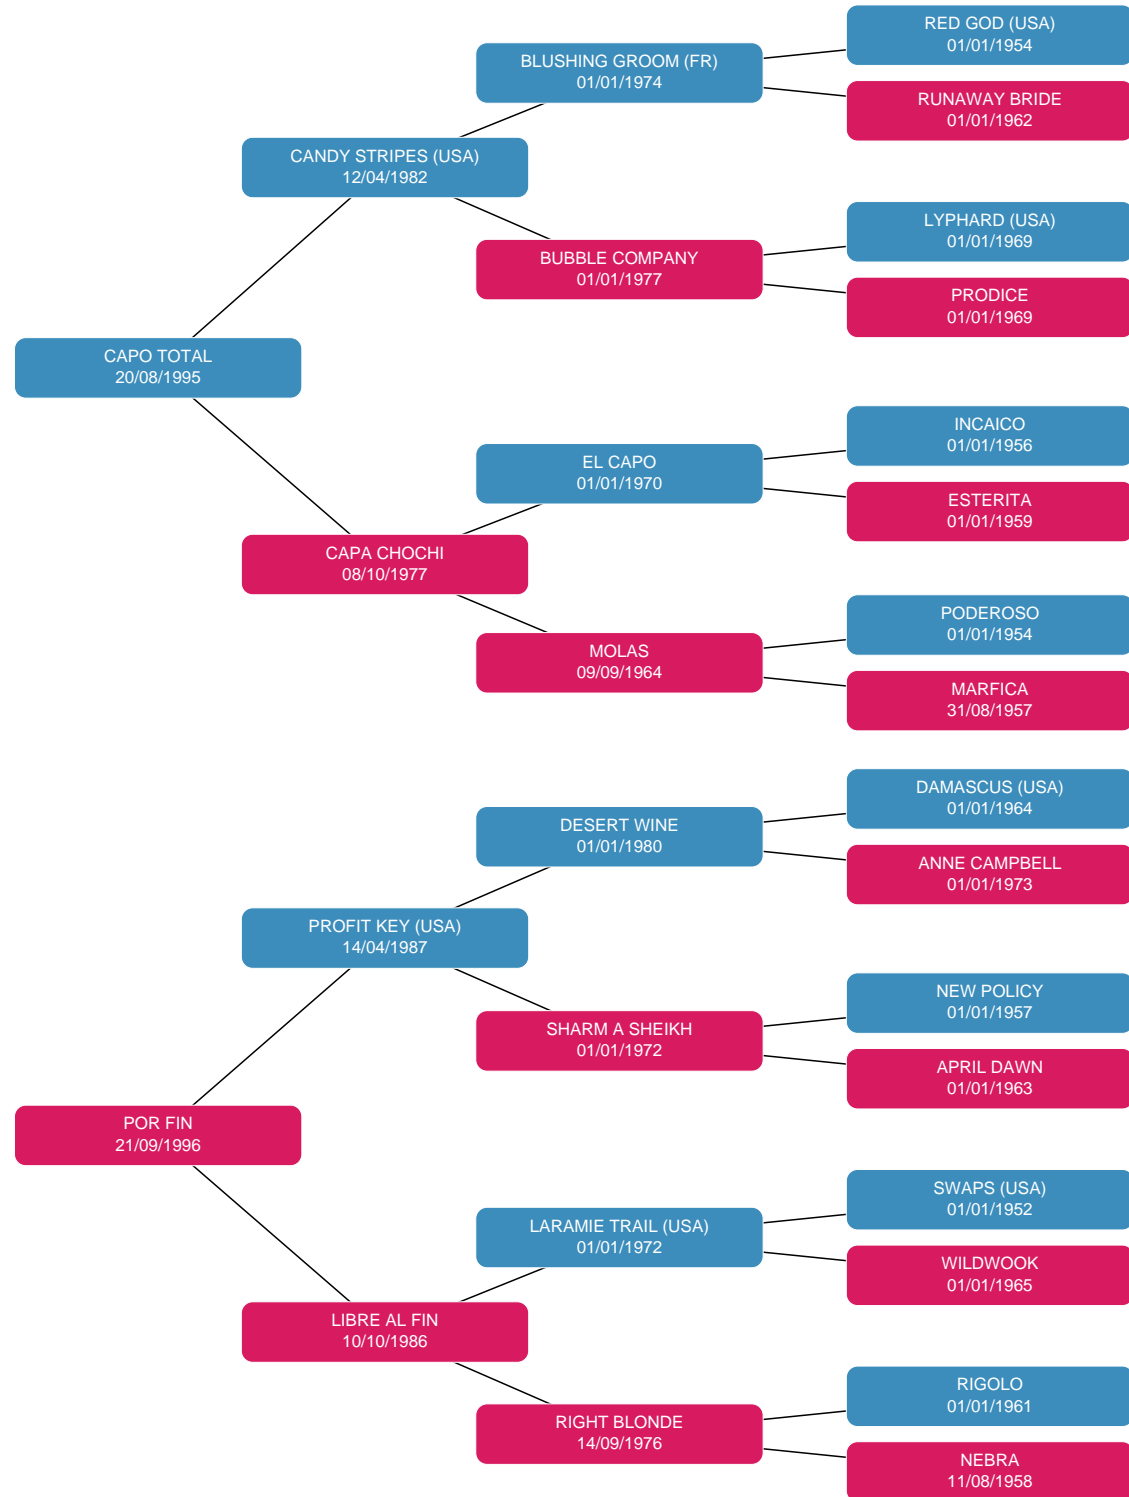 RED GOD (USA)
01/01/1954
BLUSHING GROOM (FR)
01/01/1974
RUNAWAY BRIDE
01/01/1962
CANDY STRIPES (USA)
12/04/1982
LYPHARD (USA)
01/01/1969
BUBBLE COMPANY
01/01/1977
PRODICE
01/01/1969
CAPO TOTAL
20/08/1995
INCAICO
01/01/1956
EL CAPO
01/01/1970
ESTERITA
01/01/1959
CAPA CHOCHI
08/10/1977
PODEROSO
01/01/1954
MOLAS
09/09/1964
MARFICA
31/08/1957
DAMASCUS (USA)
01/01/1964
DESERT WINE
01/01/1980
ANNE CAMPBELL
01/01/1973
PROFIT KEY (USA)
14/04/1987
NEW POLICY
01/01/1957
SHARM A SHEIKH
01/01/1972
APRIL DAWN
01/01/1963
POR FIN
21/09/1996
SWAPS (USA)
01/01/1952
LARAMIE TRAIL (USA)
01/01/1972
WILDWOOK
01/01/1965
LIBRE AL FIN
10/10/1986
RIGOLO
01/01/1961
RIGHT BLONDE
14/09/1976
NEBRA
11/08/1958